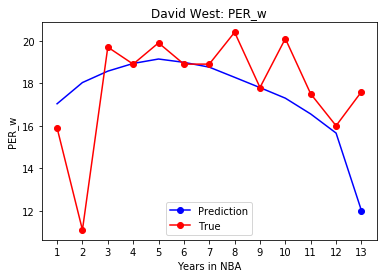 David West: PER_w
PER_w
20
18
16
14
12
Prediction
True
1 2 3 4 5 6 7 8 9 10 11 12 13
Years in NBA